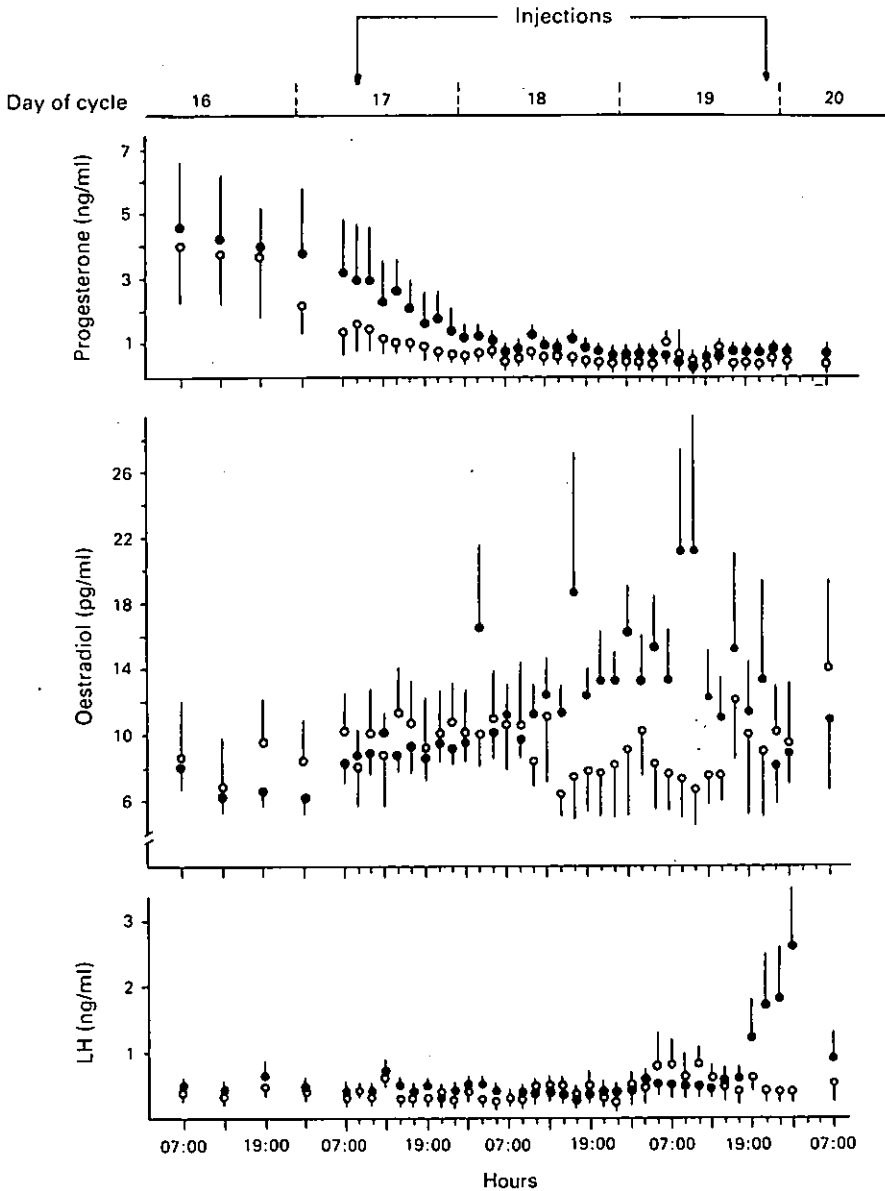 Injections
Day of cycle 16 17 18 19 20
Progesterone (ng/ml)
7
5
3
1
Oestradiol (pg/ml)
26
22
18
14
10
6
LH (ng/ml)
3
2
1
07:00 19:00 07:00 19:00 07:00 19:00 07:00 19:00 07:00
Hours